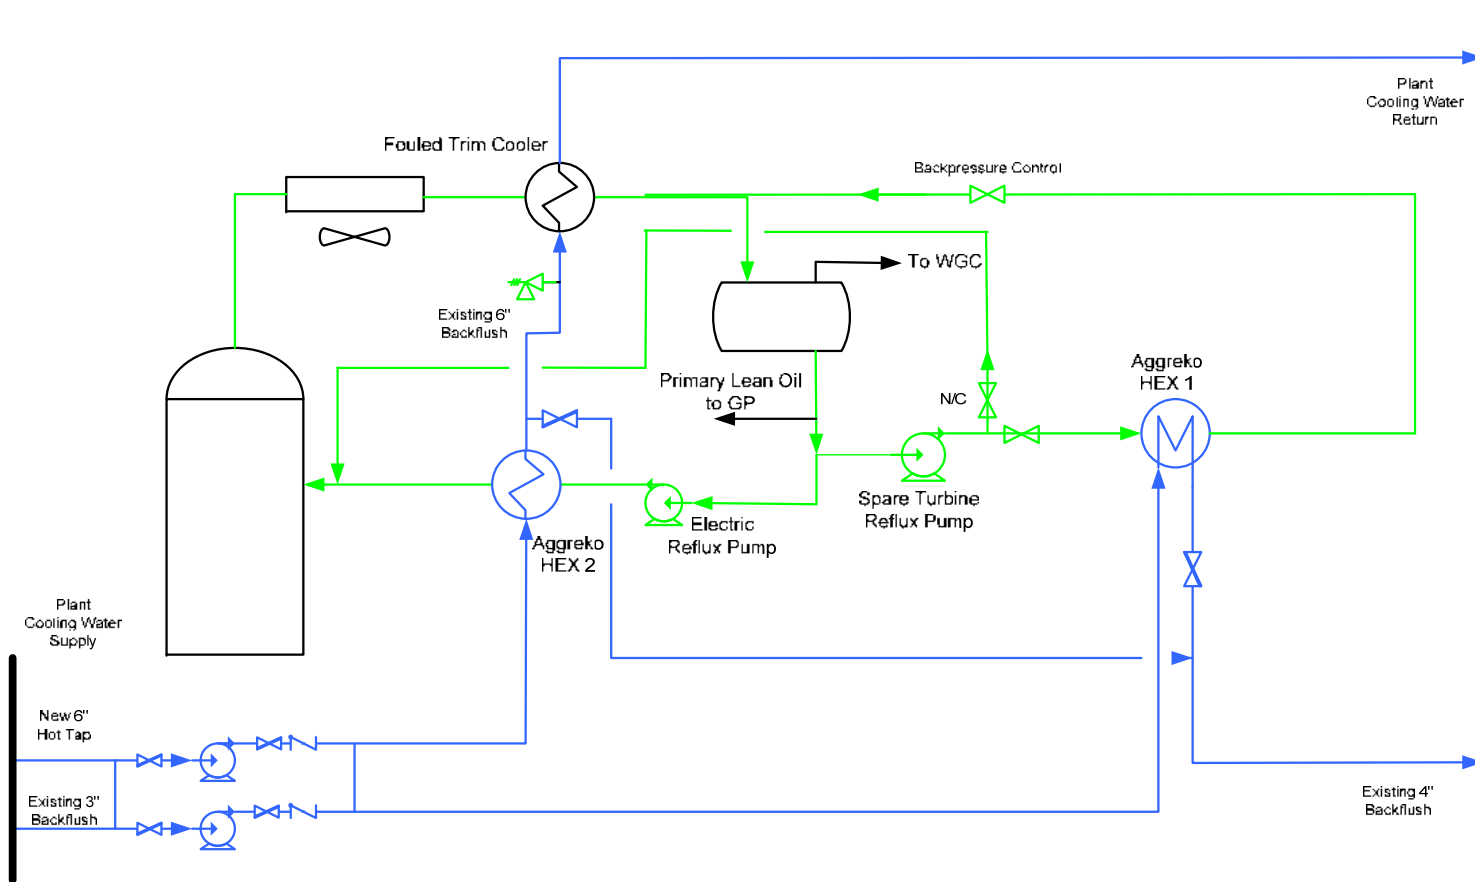 Plant
Cooling Water
Return
Fouled Trim Cooler
Backpressure Control
To WGC
Existing 6"
Backflush
Aggreko
HEX 1
Primary Lean Oil
to GP
N/C
Spare Turbine
Reflux Pump
Electric
Reflux Pump
Aggreko
HEX 2
Plant
Cooling Water
Supply
New 6"
Hot Tap
Existing 3"
Backflush
Existing 4"
Backflush